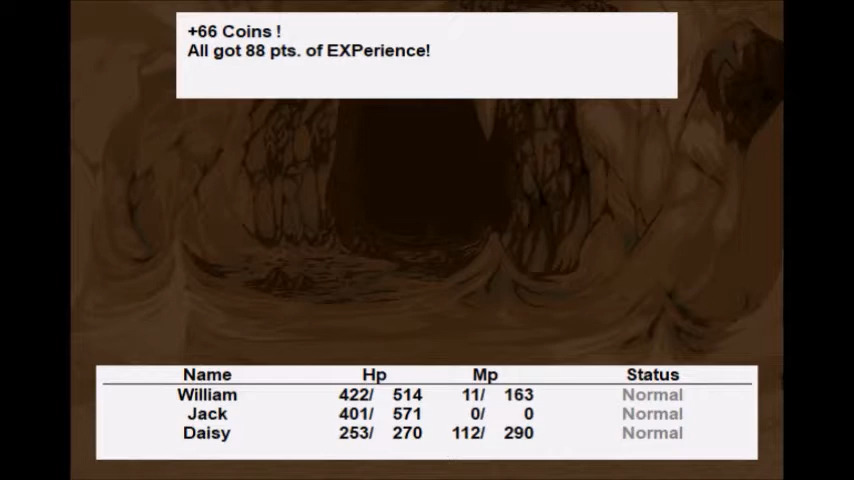 +66 Coins !
All got 88 pts. of EXPerience!
Name Hp Mp Status
William 422/ 514 11/ 163 Normal
Jack 401/ 571 0/ 0 Normal
Daisy 253/ 270 112/ 290 Normal